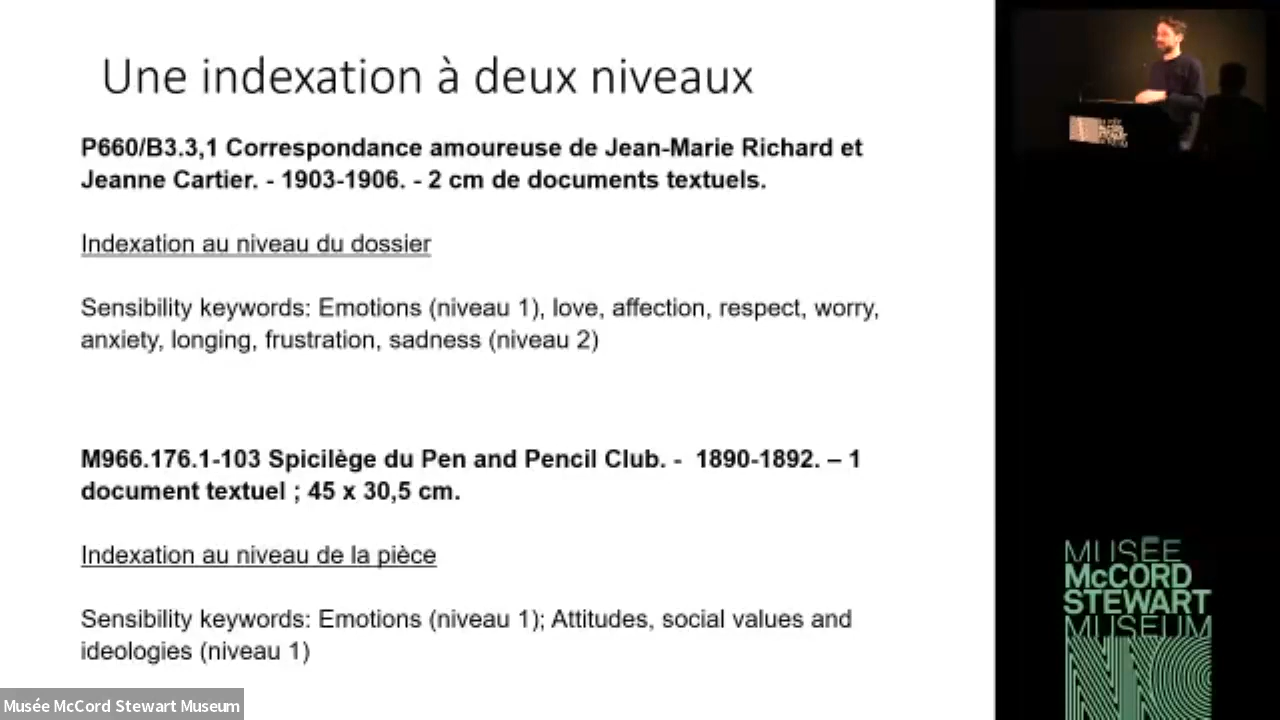 Une indexation à deux niveaux
P660/B3.3,1 Correspondance amoureuse de Jean-Marie Richard et
Jeanne Cartier. - 1903-1906. - 2 cm de documents textuels.
Indexation au niveau du dossier
Sensibility keywords: Emotions (niveau 1), love, affection, respect, worry,
anxiety, longing, frustration, sadness (niveau 2)
M966.176.1-103 Spicilège du Pen and Pencil Club. - 1890-1892. – 1
document textuel ; 45 x 30,5 cm.
Indexation au niveau de la pièce
Sensibility keywords: Emotions (niveau 1); Attitudes, social values and
ideologies (niveau 1)
MUSÉE
McCORD
STEWART
MUSEUM
Musée McCord Stewart Museum